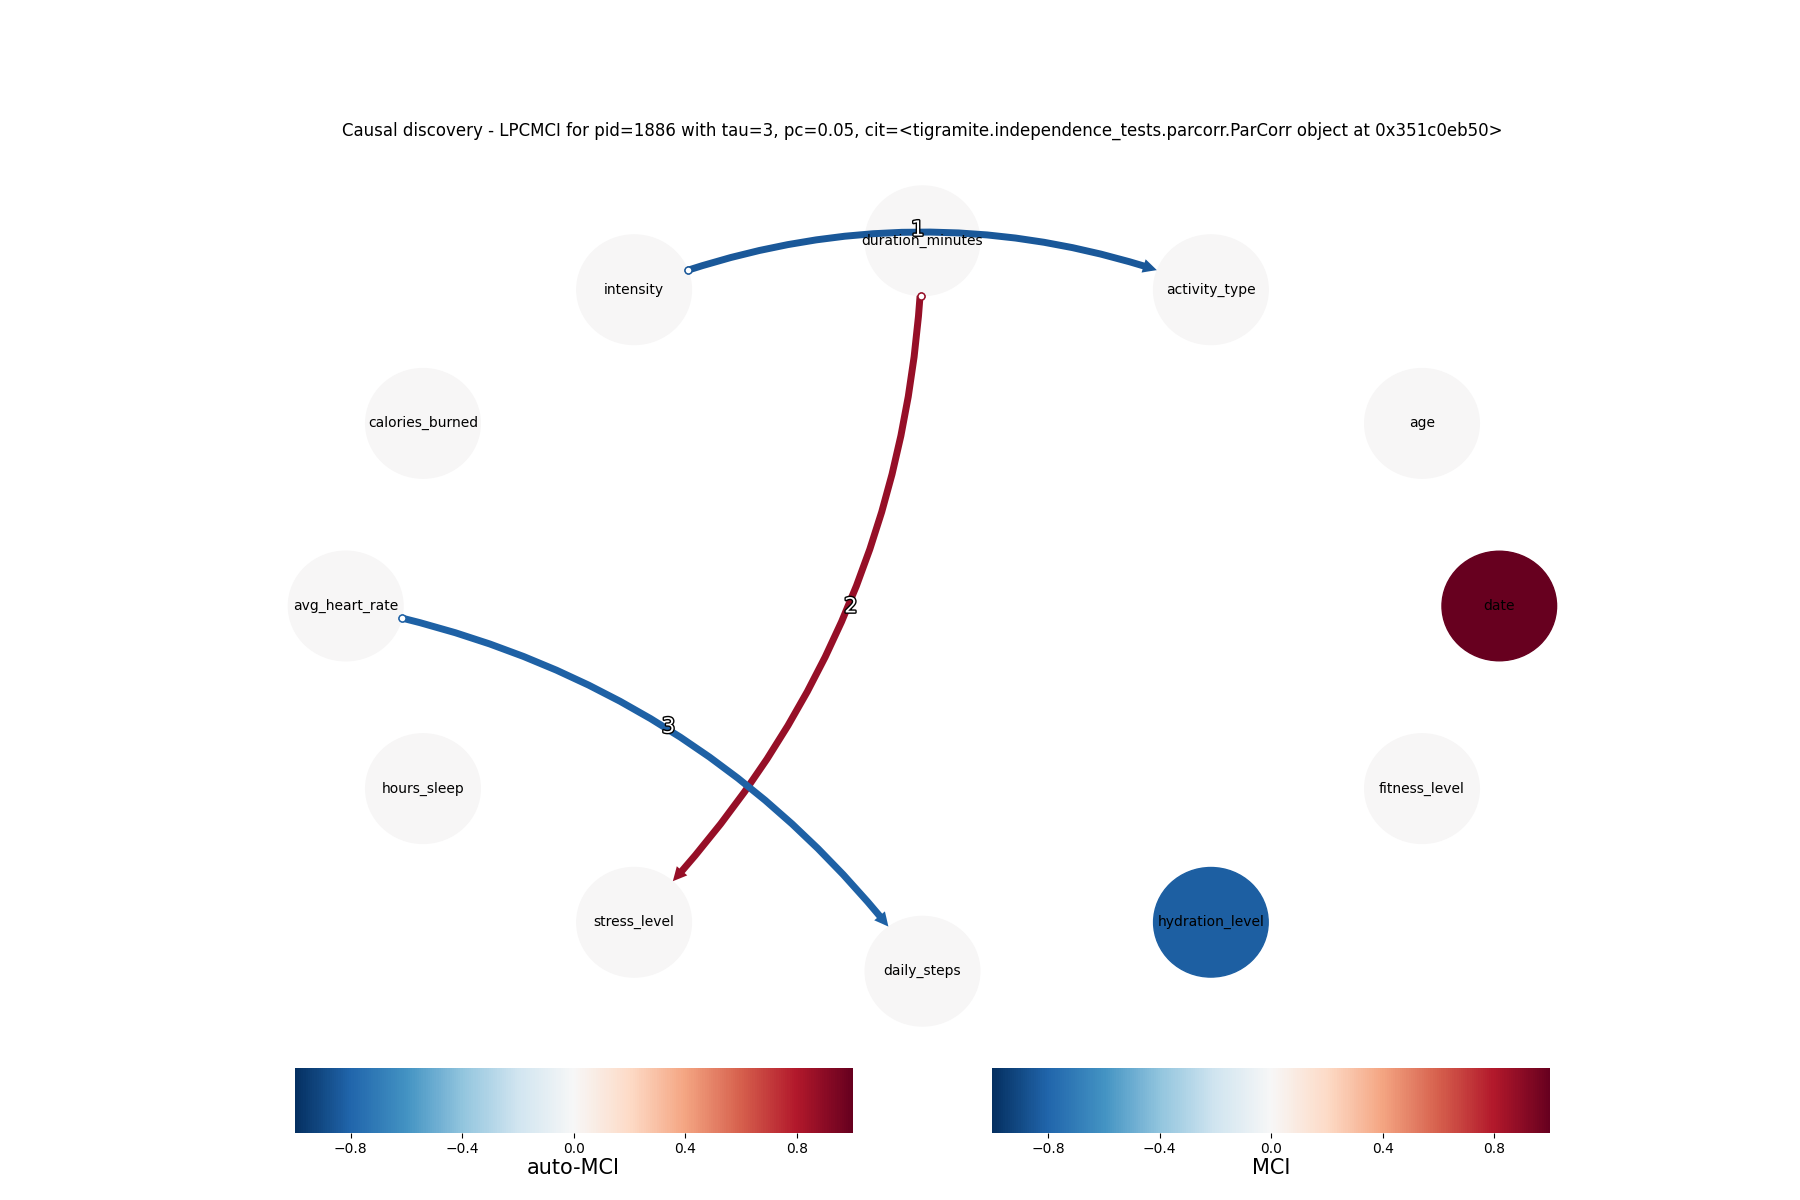 Causal discovery - LPCMCI for pid=1886 with tau=3, pc=0.05, cit=<tigramite.independence_tests.parcorr.ParCorr object at 0x351c0eb50>
1
duration_minutes
intensity
activity_type
calories_burned
age
avg_heart_rate
2
date
3
hours_sleep
fitness_level
stress_level
hydration_level
daily_steps
−0.8 −0.4 0.0 0.4 0.8
−0.8 −0.4 0.0 0.4 0.8
auto-MCI
MCI